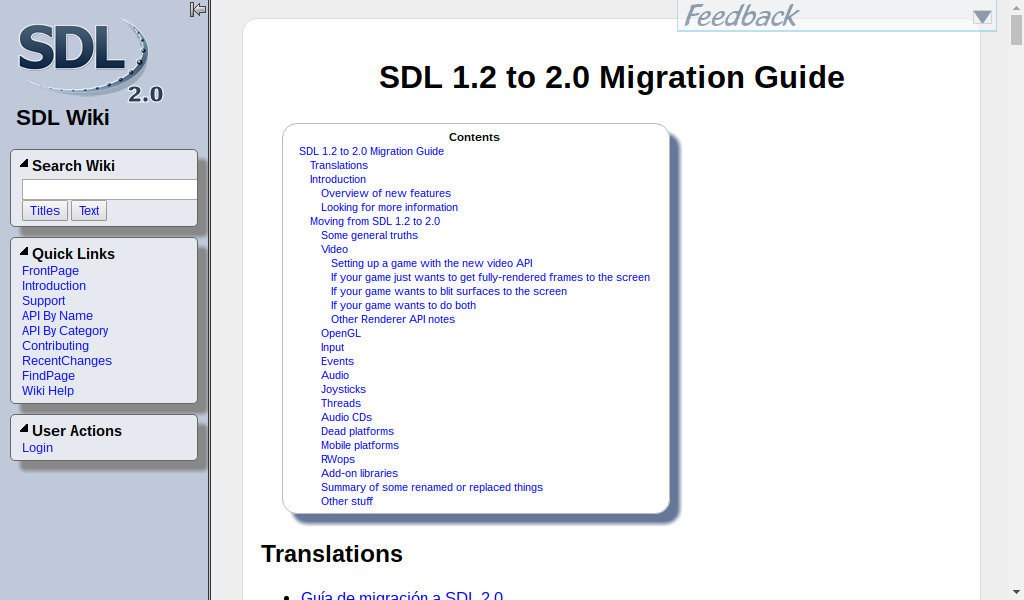 SDL
2.0
SDL Wiki
Search Wiki
Titles Text
Quick Links
FrontPage
Introduction
Support
API By Name
API By Category
Contributing
RecentChanges
FindPage
Wiki Help
User Actions
Login
Feedback
SDL 1.2 to 2.0 Migration Guide
Contents
SDL 1.2 to 2.0 Migration Guide
Translations
Introduction
Overview of new features
Looking for more information
Moving from SDL 1.2 to 2.0
Some general truths
Video
Setting up a game with the new video API
If your game just wants to get fully-rendered frames to the screen
If your game wants to blit surfaces to the screen
If your game wants to do both
Other Renderer API notes
OpenGL
Input
Events
Audio
Joysticks
Threads
Audio CDs
Dead platforms
Mobile platforms
RWops
Add-on libraries
Summary of some renamed or replaced things
Other stuff
Translations
Guía de migración a SDL 2.0